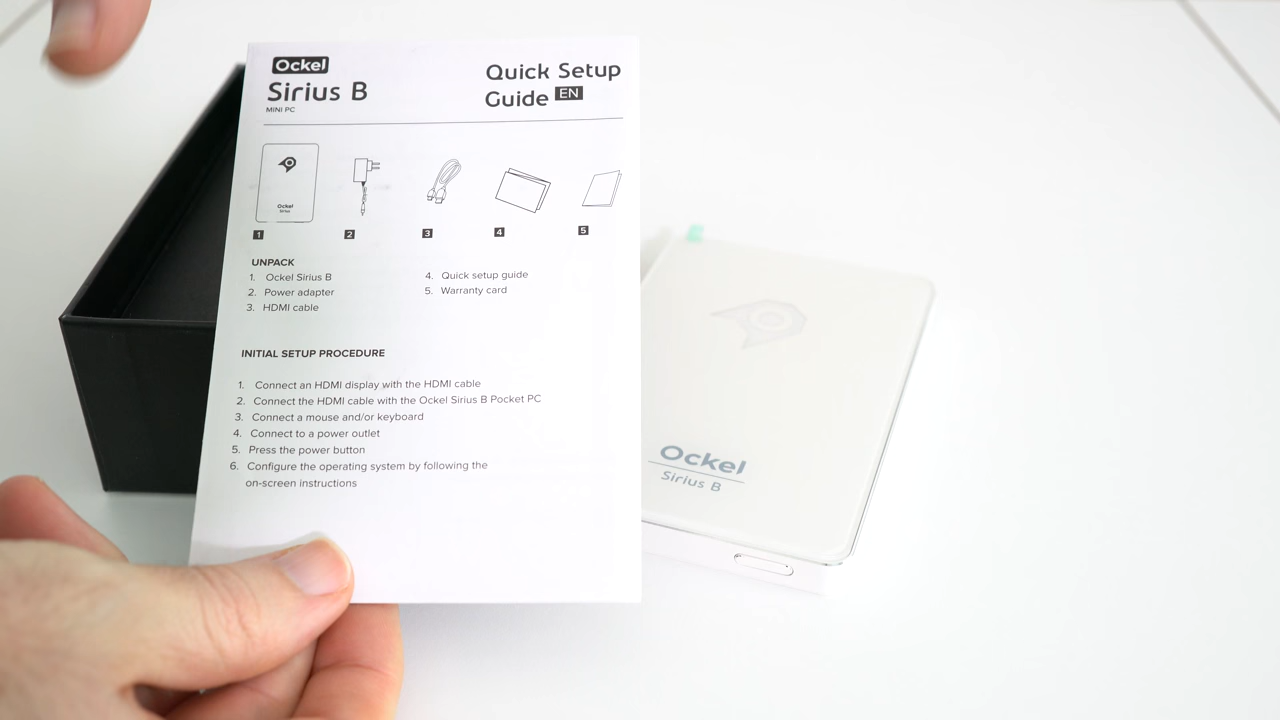 Ockel
Sirius B
MINI PC
Quick Setup
Guide EN
Ockel
Sirius
1 2 3 4 5
UNPACK
1. Ockel Sirius B
2. Power adapter
3. HDMI cable
4. Quick setup guide
5. Warranty card
INITIAL SETUP PROCEDURE
1. Connect an HDMI display with the HDMI cable
2. Connect the HDMI cable with the Ockel Sirius B Pocket PC
3. Connect a mouse and/or keyboard
4. Connect to a power outlet
5. Press the power button
6. Configure the operating system by following the
on-screen instructions
Ockel
Sirius B